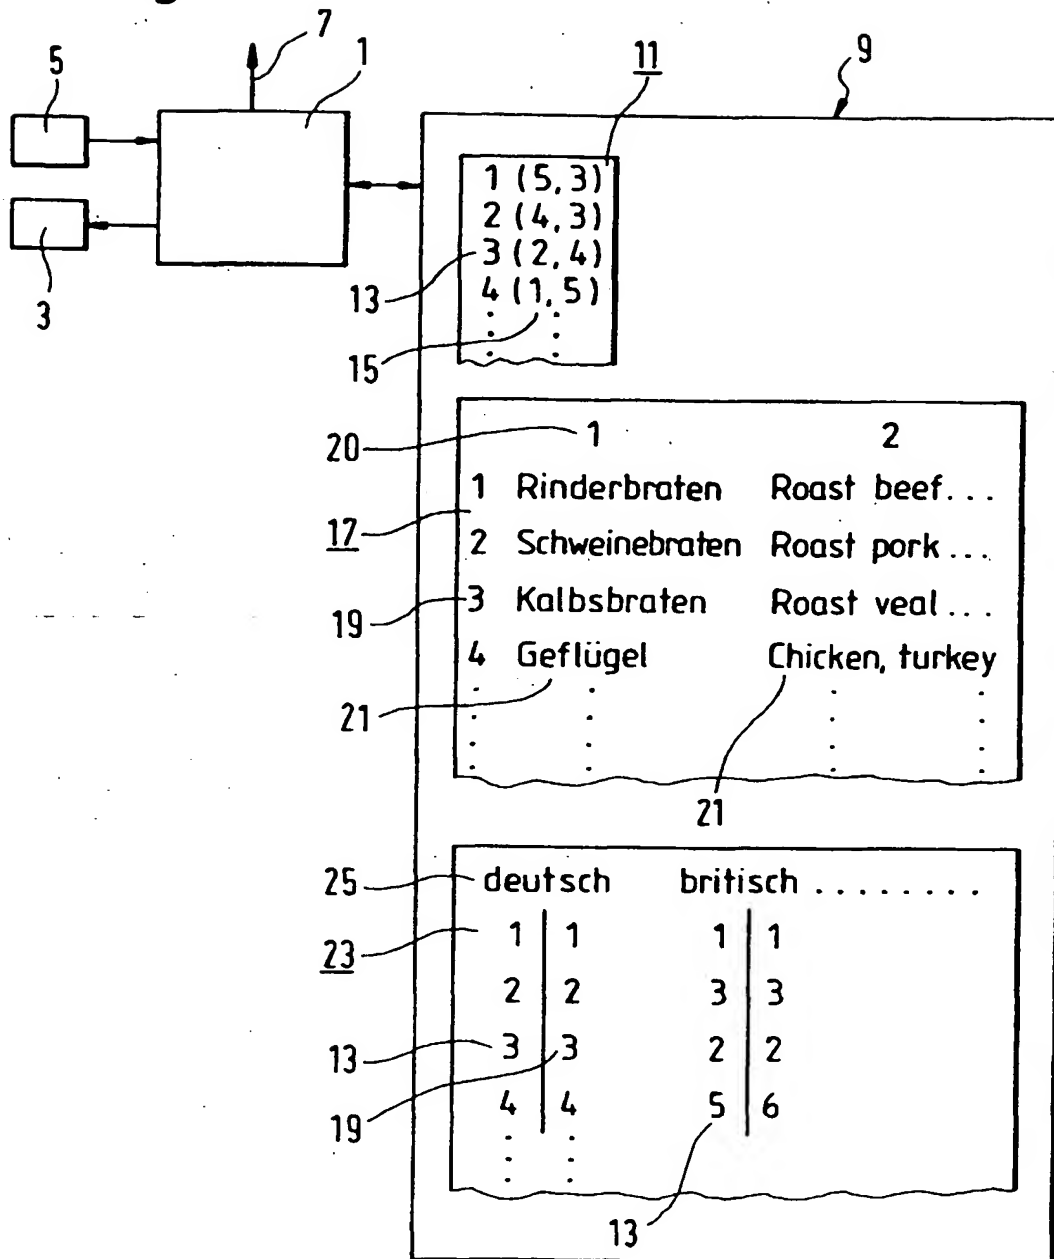 7
1
5
11
9
3
1 (5,3)
2 (4,3)
13 3 (2,4)
4 (1,5)
15
20 1 2
1 Rinderbraten Roast beef...
17
2 Schweinebraten Roast pork ...
19 3 Kalbsbraten Roast veal ...
4 Geflügel Chicken, turkey
21
21
25 deutsch britisch ........
1 1 1 1
23
2 2 3 3
13 3 3 2 2
19 4 4 5 6
13